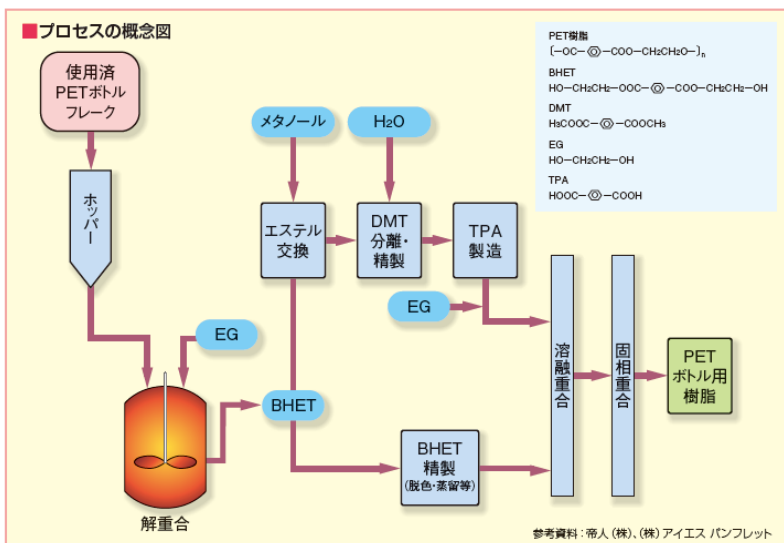 ■プロセスの概念図
使用済
PETボトル
フレーク
ホッパー
EG
解重合
BHET
メタノール
H₂O
エステル
交換
DMT
分離・
精製
TPA
製造
EG
BHET
精製
(脱色・蒸留等)
溶融重合
固相重合
PET
ボトル用
樹脂
PET樹脂
[-OC-⌬-COO-CH₂CH₂O-]n
BHET
HO-CH₂CH₂-OOC-⌬-COO-CH₂CH₂-OH
DMT
H₃COOC-⌬-COOCH₃
EG
HO-CH₂CH₂-OH
TPA
HOOC-⌬-COOH
参考資料:帝人(株)、(株)アイエス パンフレット